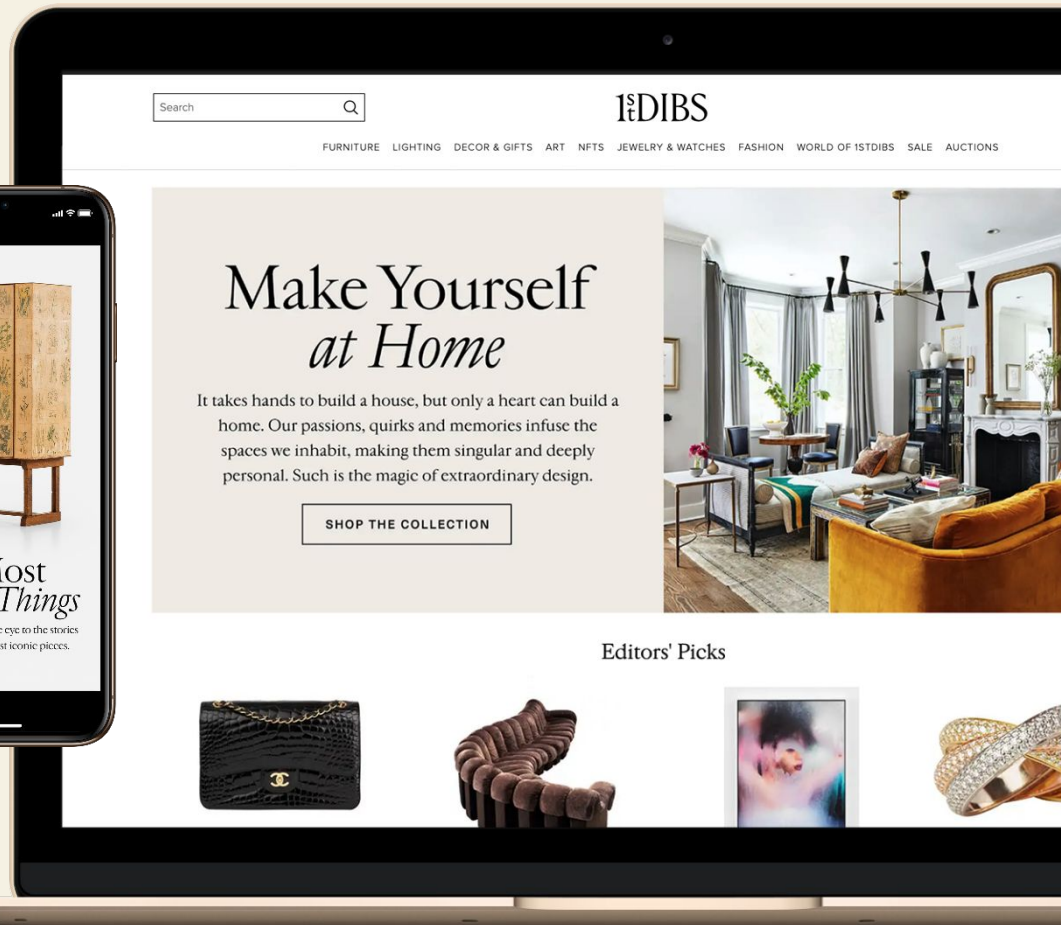 Search
1stDIBS
FURNITURE LIGHTING DECOR & GIFTS ART NFTS JEWELRY & WATCHES FASHION WORLD OF 1STDIBS SALE AUCTIONS
Make Yourself
at Home
It takes hands to build a house, but only a heart can build a
home. Our passions, quirks and memories infuse the
spaces we inhabit, making them singular and deeply
personal. Such is the magic of extraordinary design.
SHOP THE COLLECTION
Editors' Picks
Things
eye to the stories
iconic pieces.